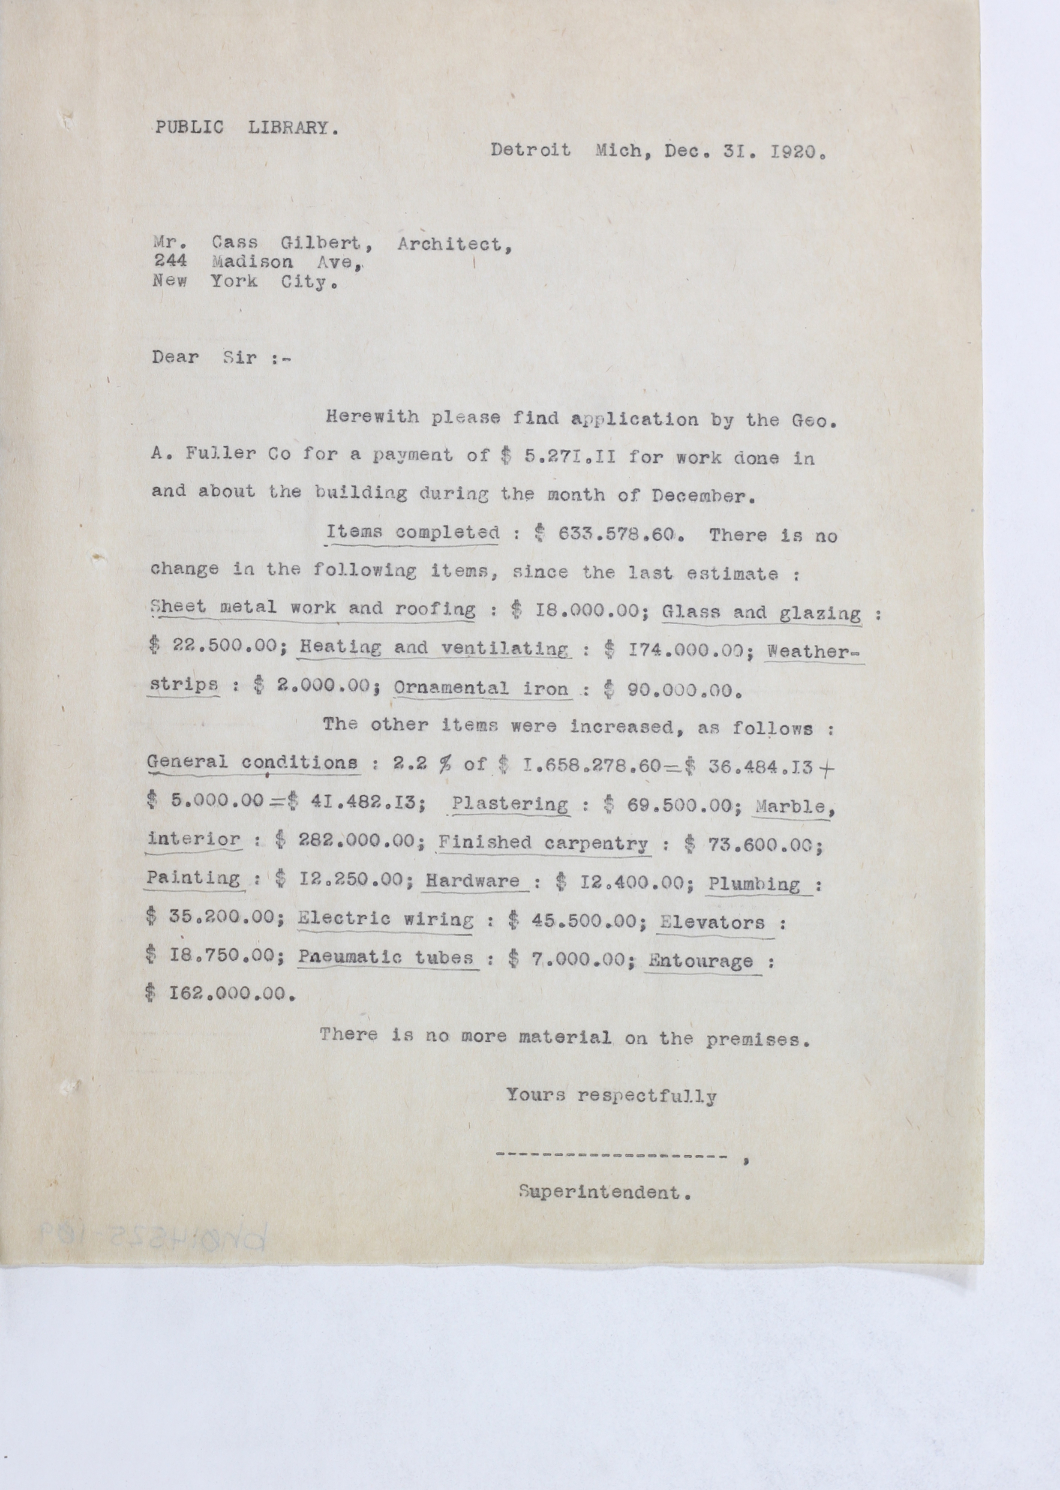 PUBLIC LIBRARY.
Detroit Mich, Dec. 3I. I920.
Mr. Cass Gilbert, Architect,
244 Madison Ave,
New York City.
Dear Sir :-
Herewith please find application by the Geo.
A. Fuller Co for a payment of $ 5.27I.II for work done in
and about the building during the month of December.
Items completed : $ 633.578.60. There is no
change in the following items, since the last estimate :
Sheet metal work and roofing : $ I8.000.00; Glass and glazing :
$ 22.500.00; Heating and ventilating : $ I74.000.00; Weather-
strips : $ 2.000.00; Ornamental iron : $ 90.000.00.
The other items were increased, as follows :
General conditions : 2.2 % of $ I.658.278.60=$ 36.484.I3+
$ 5.000.00=$ 4I.482.I3; Plastering : $ 69.500.00; Marble,
interior : $ 282.000.00; Finished carpentry : $ 73.600.00;
Painting : $ I2.250.00; Hardware : $ I2.400.00; Plumbing :
$ 35.200.00; Electric wiring : $ 45.500.00; Elevators :
$ I8.750.00; Pneumatic tubes : $ 7.000.00; Entourage :
$ I62.000.00.
There is no more material on the premises.
Yours respectfully
-------------------- ,
Superintendent.